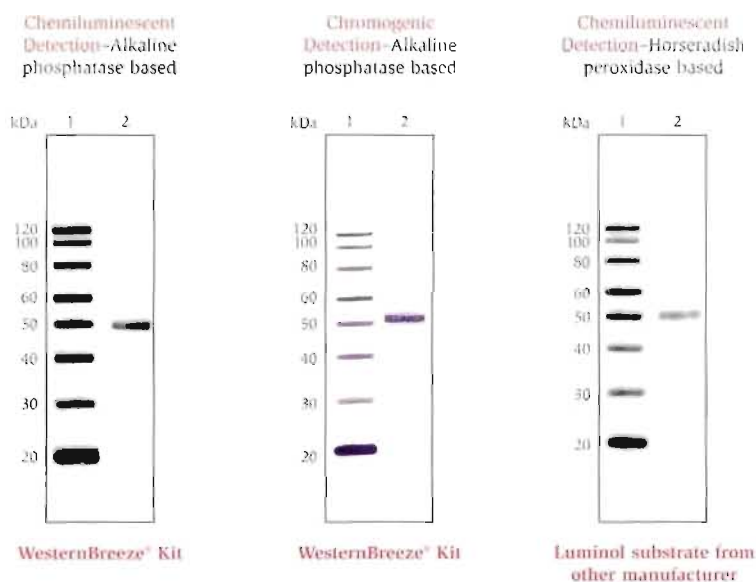 Chemiluminescent
Detection–Alkaline
phosphatase based
kDa 1 2
120
100
80
60
50
40
30
20
WesternBreeze® Kit
Chromogenic
Detection–Alkaline
phosphatase based
kDa 1 2
120
100
80
60
50
40
30
20
WesternBreeze® Kit
Chemiluminescent
Detection–Horseradish
peroxidase based
kDa 1 2
120
100
80
60
50
40
30
20
Luminol substrate from
other manufacturer